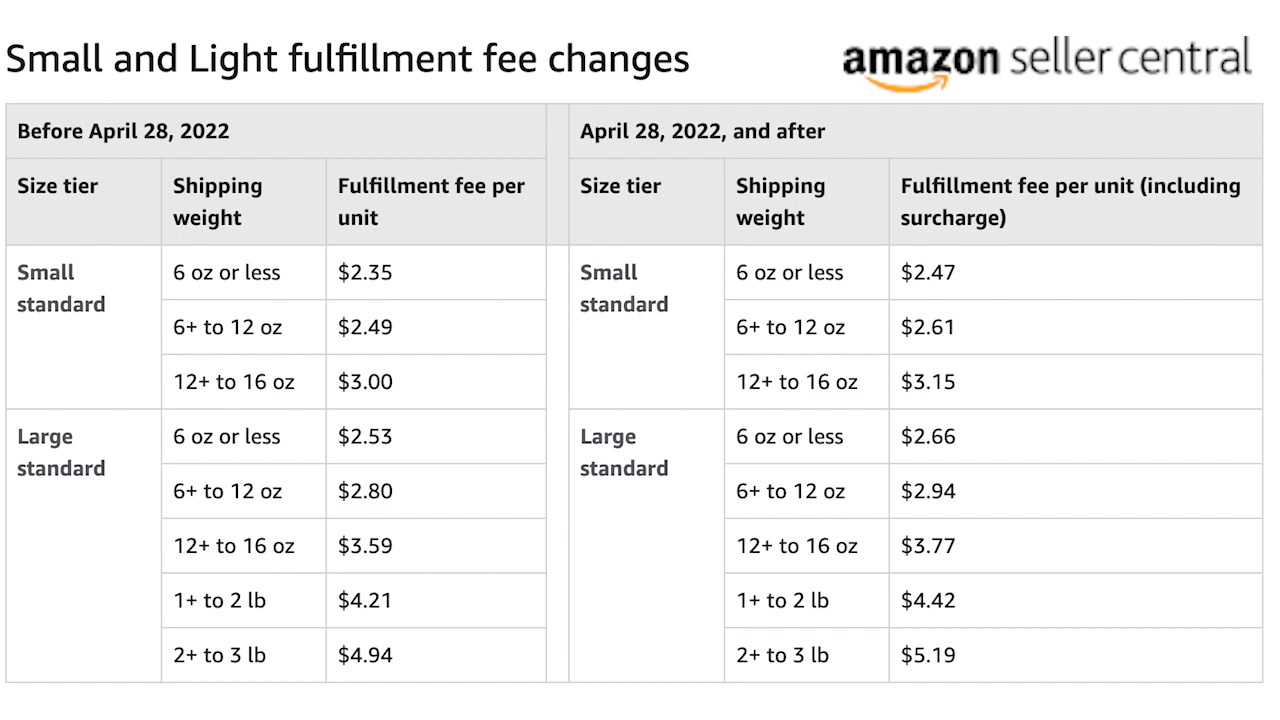 Small and Light fulfillment fee changes
amazon seller central
Before April 28, 2022
April 28, 2022, and after
Size tier
Shipping
weight
Fulfillment fee per
unit
Size tier
Shipping
weight
Fulfillment fee per unit (including
surcharge)
Small
standard
6 oz or less
$2.35
6+ to 12 oz
$2.49
12+ to 16 oz
$3.00
Small
standard
6 oz or less
$2.47
6+ to 12 oz
$2.61
12+ to 16 oz
$3.15
Large
standard
6 oz or less
$2.53
6+ to 12 oz
$2.80
12+ to 16 oz
$3.59
1+ to 2 lb
$4.21
2+ to 3 lb
$4.94
Large
standard
6 oz or less
$2.66
6+ to 12 oz
$2.94
12+ to 16 oz
$3.77
1+ to 2 lb
$4.42
2+ to 3 lb
$5.19